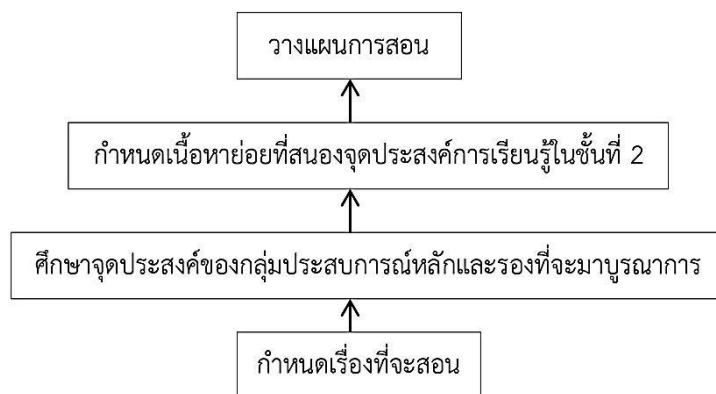 วางแผนการสอน
กำหนดเนื้อหาย่อยที่สนองจุดประสงค์การเรียนรู้ในชั้นที่ 2
ศึกษาจุดประสงค์ของกลุ่มประสบการณ์หลักและรองที่จะมาบูรณาการ
กำหนดเรื่องที่จะสอน